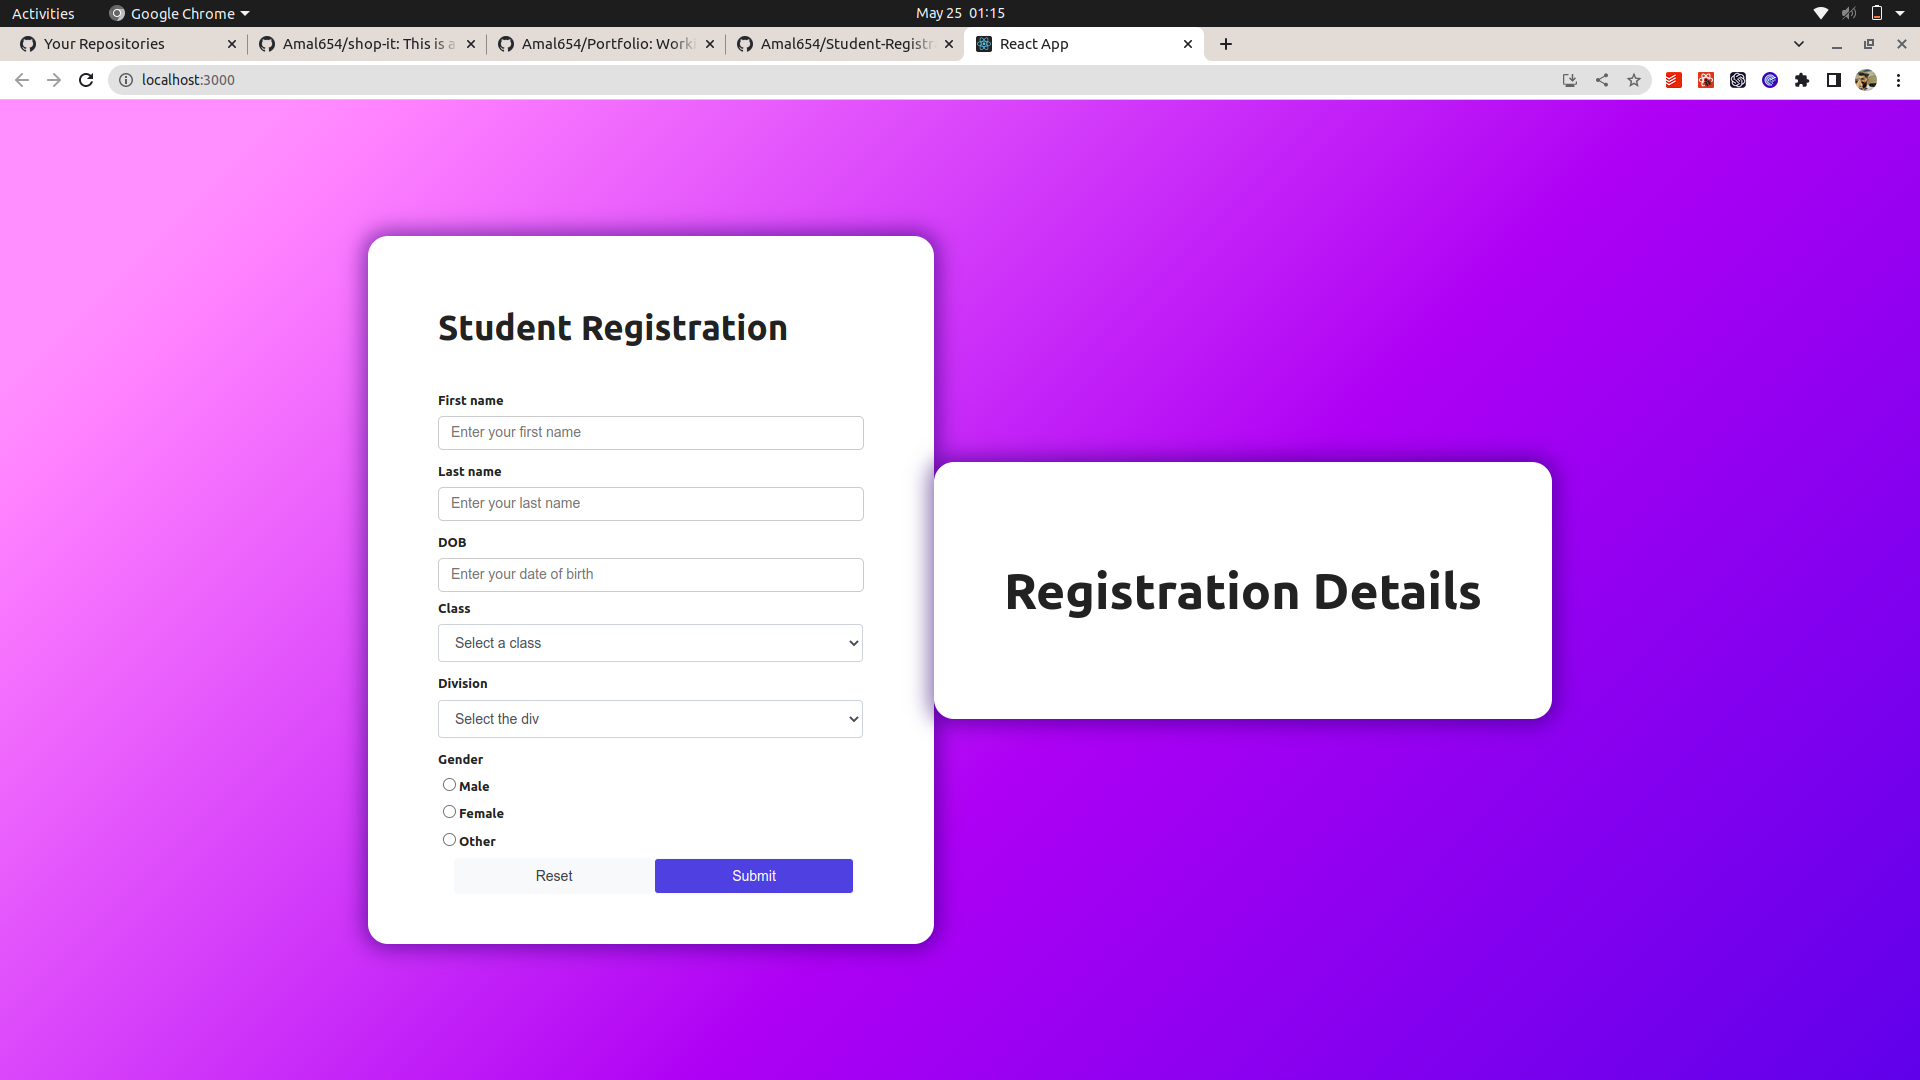 Activities
Google Chrome
May 25 01:15
Your Repositories
Amal654/shop-it: This is a
Amal654/Portfolio: Worki
Amal654/Student-Registr
React App
localhost:3000
Student Registration
First name
Enter your first name
Last name
Enter your last name
DOB
Enter your date of birth
Class
Select a class
Division
Select the div
Gender
Male
Female
Other
Reset
Submit
Registration Details